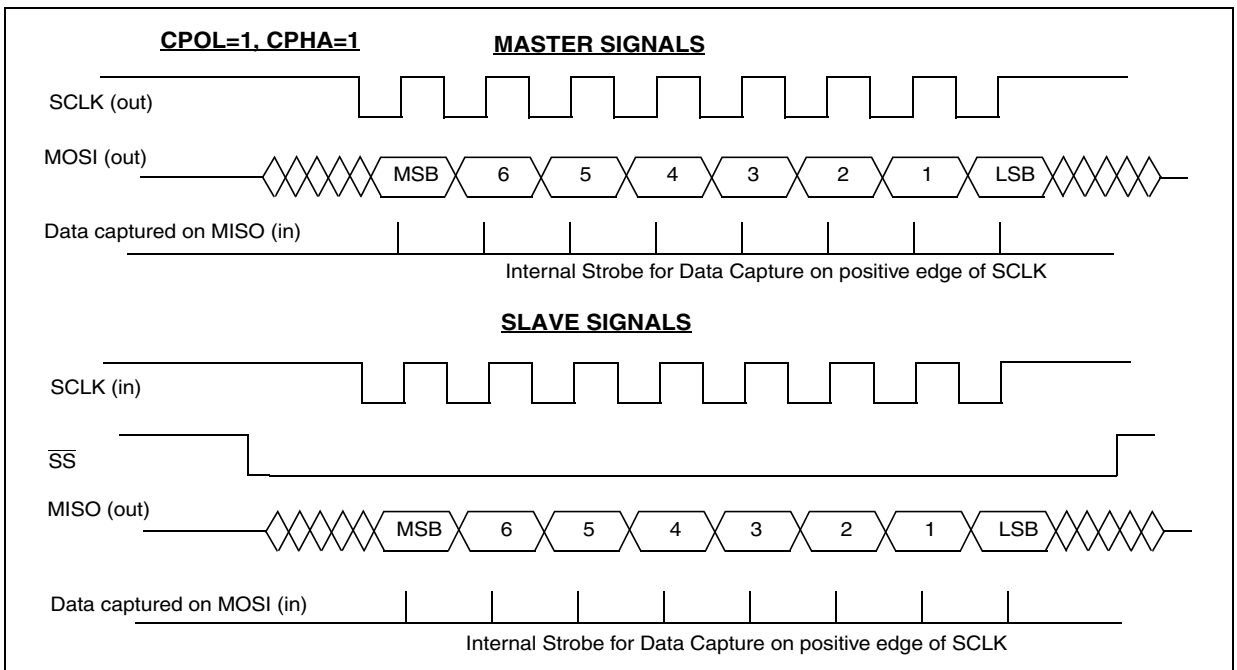 CPOL=1, CPHA=1 MASTER SIGNALS
SCLK (out)
MOSI (out)
MSB 6 5 4 3 2 1 LSB
Data captured on MISO (in)
Internal Strobe for Data Capture on positive edge of SCLK
SLAVE SIGNALS
SCLK (in)
S̅S̅
MISO (out)
MSB 6 5 4 3 2 1 LSB
Data captured on MOSI (in)
Internal Strobe for Data Capture on positive edge of SCLK